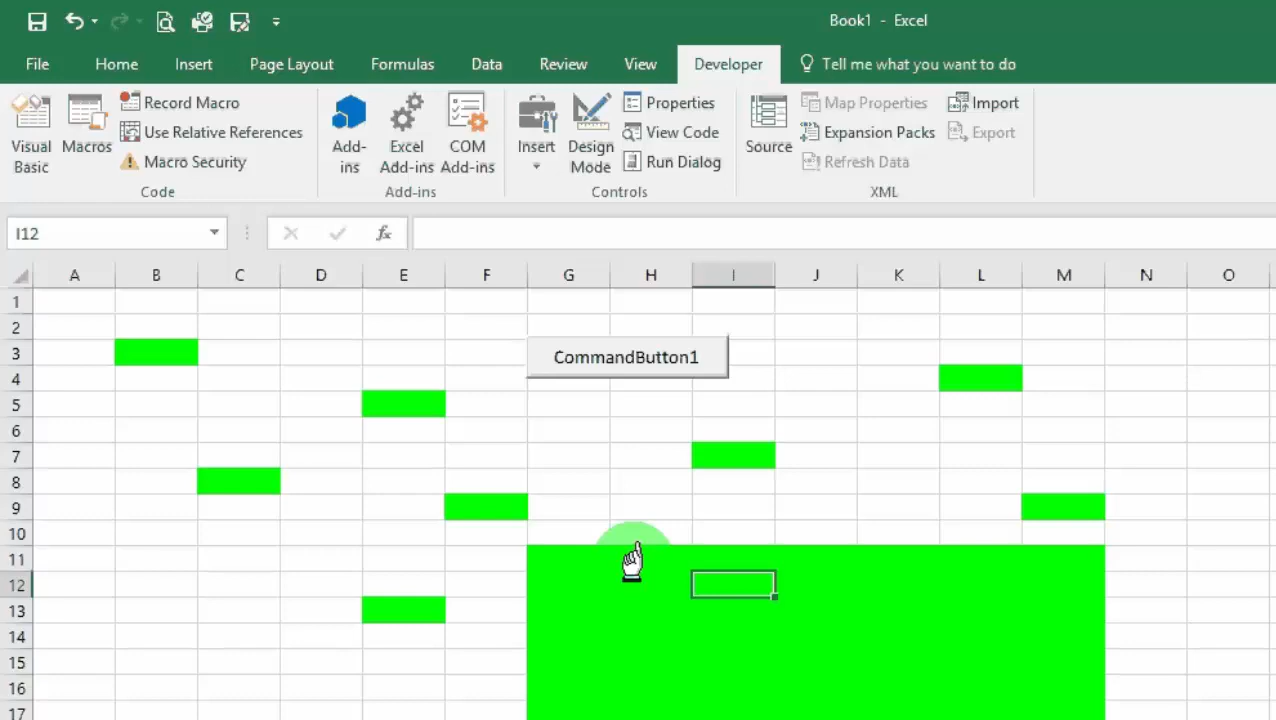 Book1 - Excel
File Home Insert Page Layout Formulas Data Review View Developer Tell me what you want to do
Visual Basic
Macros
Record Macro
Use Relative References
Macro Security
Code
Add-ins
Excel Add-ins
COM Add-ins
Add-ins
Insert
Design Mode
Properties
View Code
Run Dialog
Controls
Source
Map Properties
Expansion Packs
Refresh Data
Import
Export
XML
I12
fx
A B C D E F G H I J K L M N O
1
2
3
CommandButton1
4
5
6
7
8
9
10
11
12
13
14
15
16
17